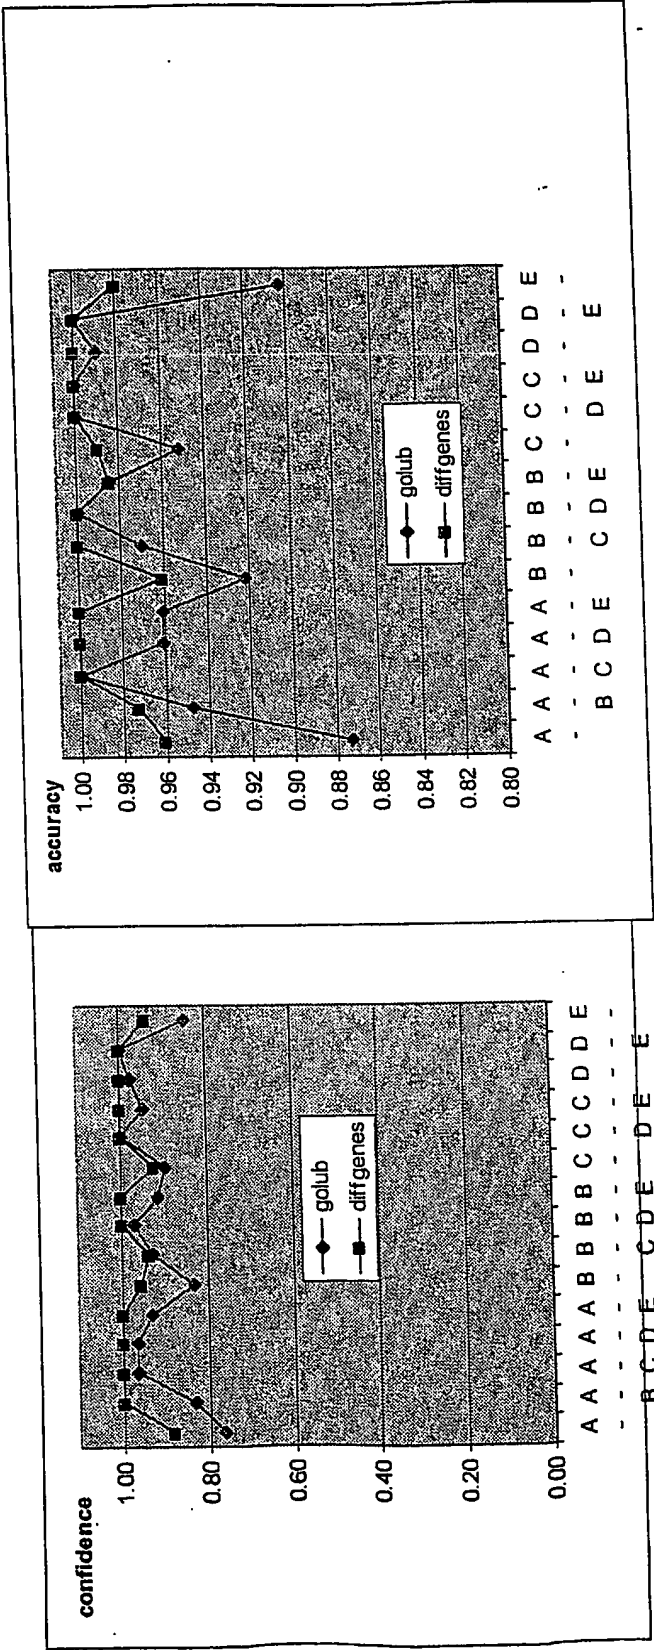 confidence
1.00
0.80
0.60
0.40
0.20
0.00
golub
diffgenes
A A A A A B B B B C C C D D E
- - - - - - - - - - - - - - -
B C D E C D E D E E
accuracy
1.00
0.98
0.96
0.94
0.92
0.90
0.88
0.86
0.84
0.82
0.80
golub
diffgenes
A A A A A B B B B C C C D D E
- - - - - - - - - - - - - - -
B C D E C D E D E E